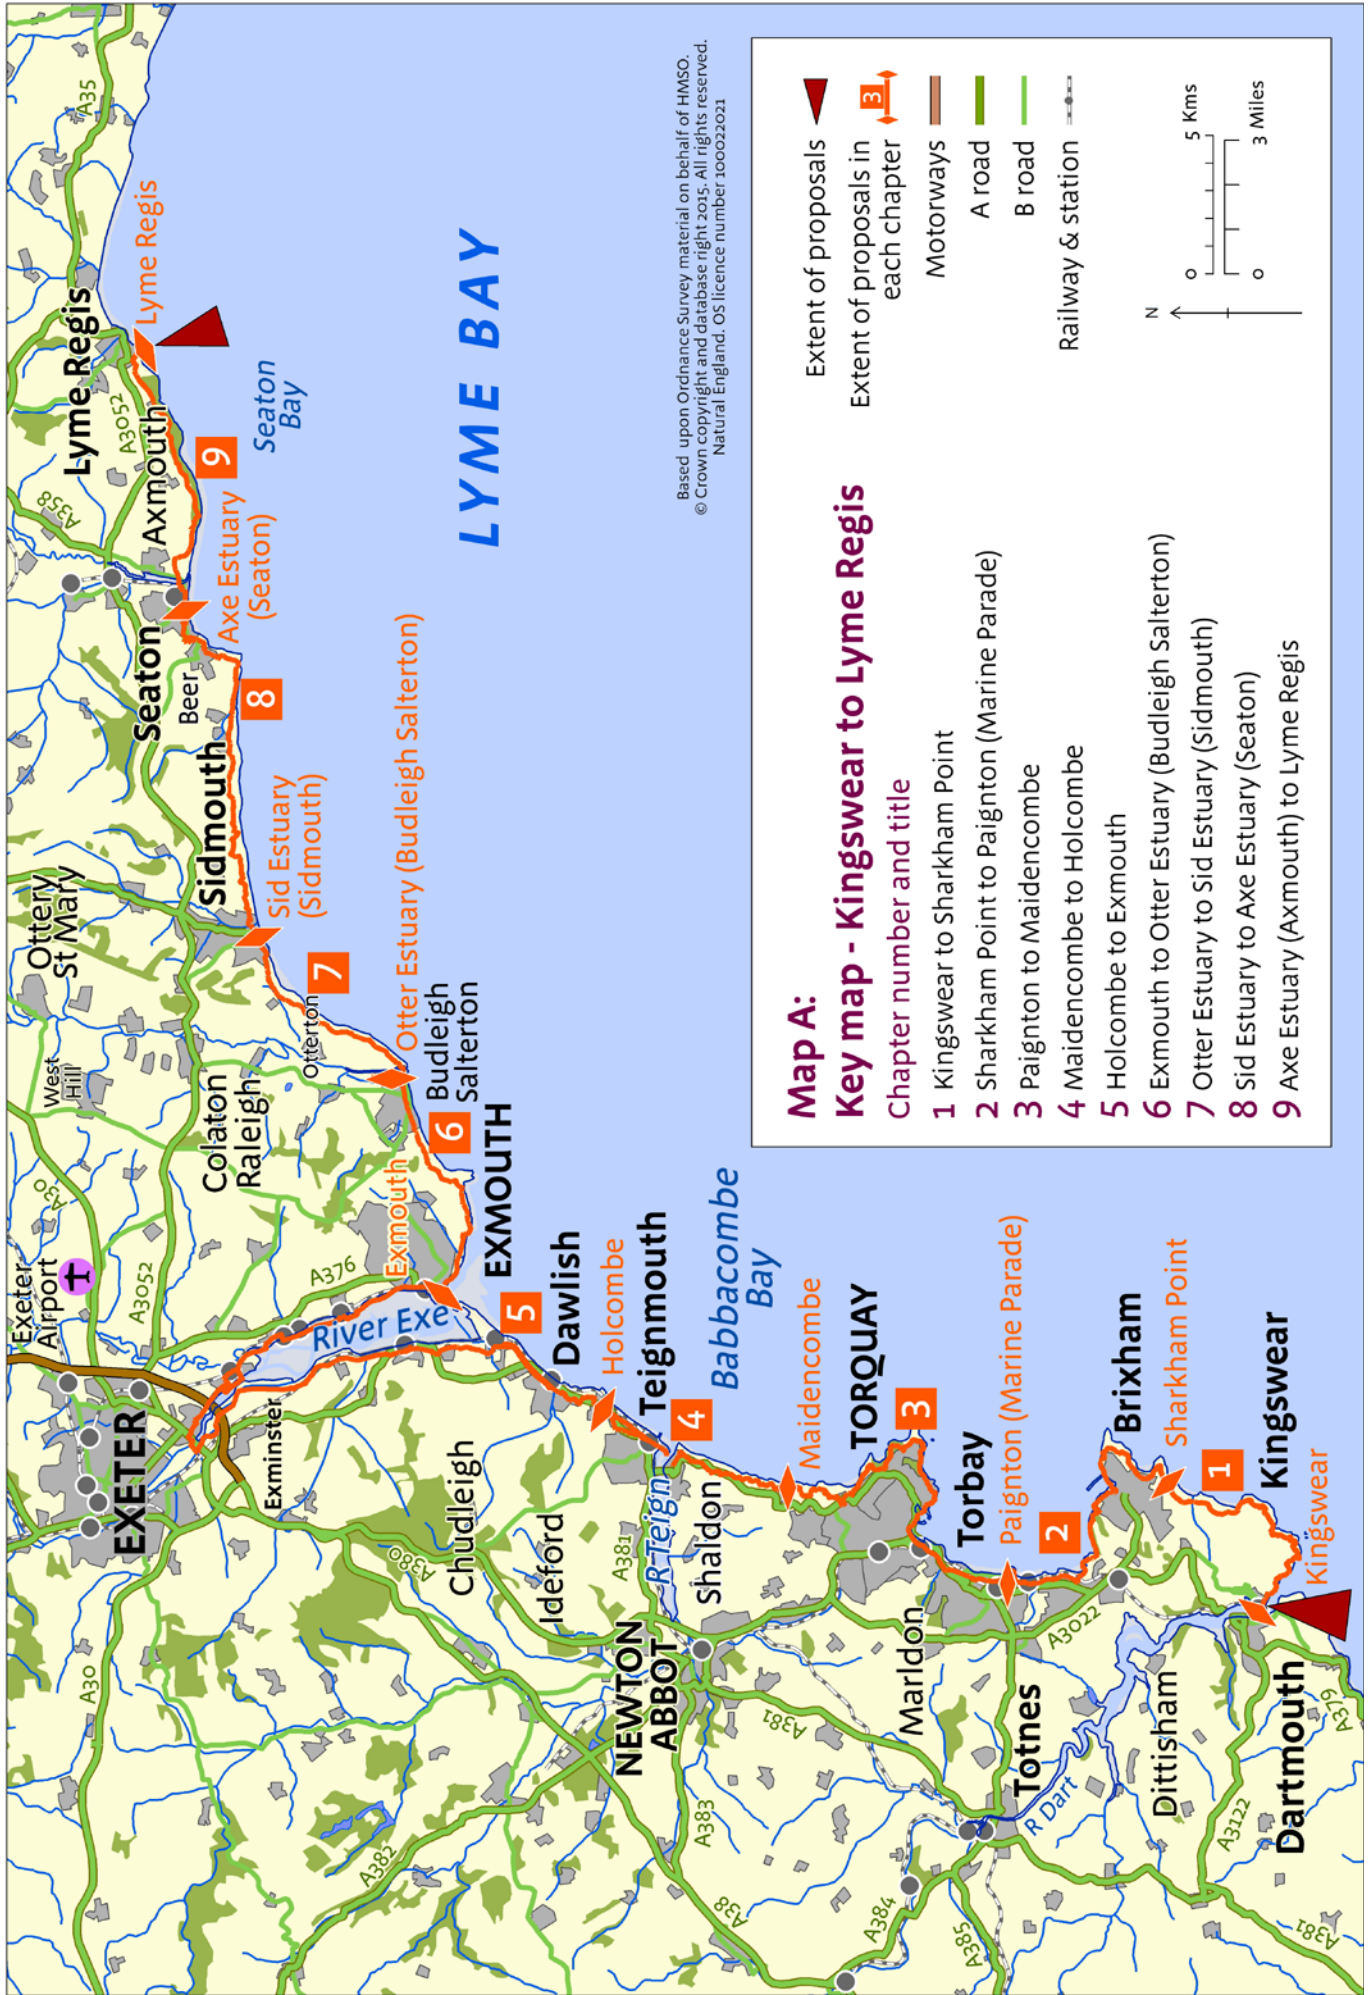 Map A:
Key map - Kingswear to Lyme Regis
Chapter number and title
1 Kingswear to Sharkham Point
2 Sharkham Point to Paignton (Marine Parade)
3 Paignton to Maidencombe
4 Maidencombe to Holcombe
5 Holcombe to Exmouth
6 Exmouth to Otter Estuary (Budleigh Salterton)
7 Otter Estuary to Sid Estuary (Sidmouth)
8 Sid Estuary to Axe Estuary (Seaton)
9 Axe Estuary (Axmouth) to Lyme Regis
Extent of proposals
Extent of proposals in
each chapter
3
Motorways
A road
B road
Railway & station
N
0
5 Kms
0
3 Miles
Based upon Ordnance Survey material on behalf of HMSO.
© Crown copyright and database right 2015. All rights reserved.
Natural England. OS licence number 100022021
LYME BAY
Seaton
Bay
Babbacombe
Bay
River Exe
R Teign
R Dart
A35
Lyme Regis
Lyme Regis
A3052
A358
Axmouth
9
Axe Estuary
(Seaton)
Seaton
Beer
8
Sidmouth
Sid Estuary
(Sidmouth)
Ottery
St Mary
7
Otterton
Otter Estuary (Budleigh Salterton)
Budleigh
Salterton
6
West
Hill
Colaton
Raleigh
A30
Exeter
Airport
A3052
A376
Exmouth
EXMOUTH
EXETER
Exminster
5
Dawlish
Holcombe
Teignmouth
4
Maidencombe
Chudleigh
Ideford
A380
A381
Shaldon
TORQUAY
3
Torbay
Paignton (Marine Parade)
2
Brixham
Sharkham Point
1
Kingswear
Kingswear
A30
NEWTON
ABBOT
A381
A382
A383
A38
A384
A385
Marldon
Totnes
A3022
Dittisham
A3122
Dartmouth
A379
A381